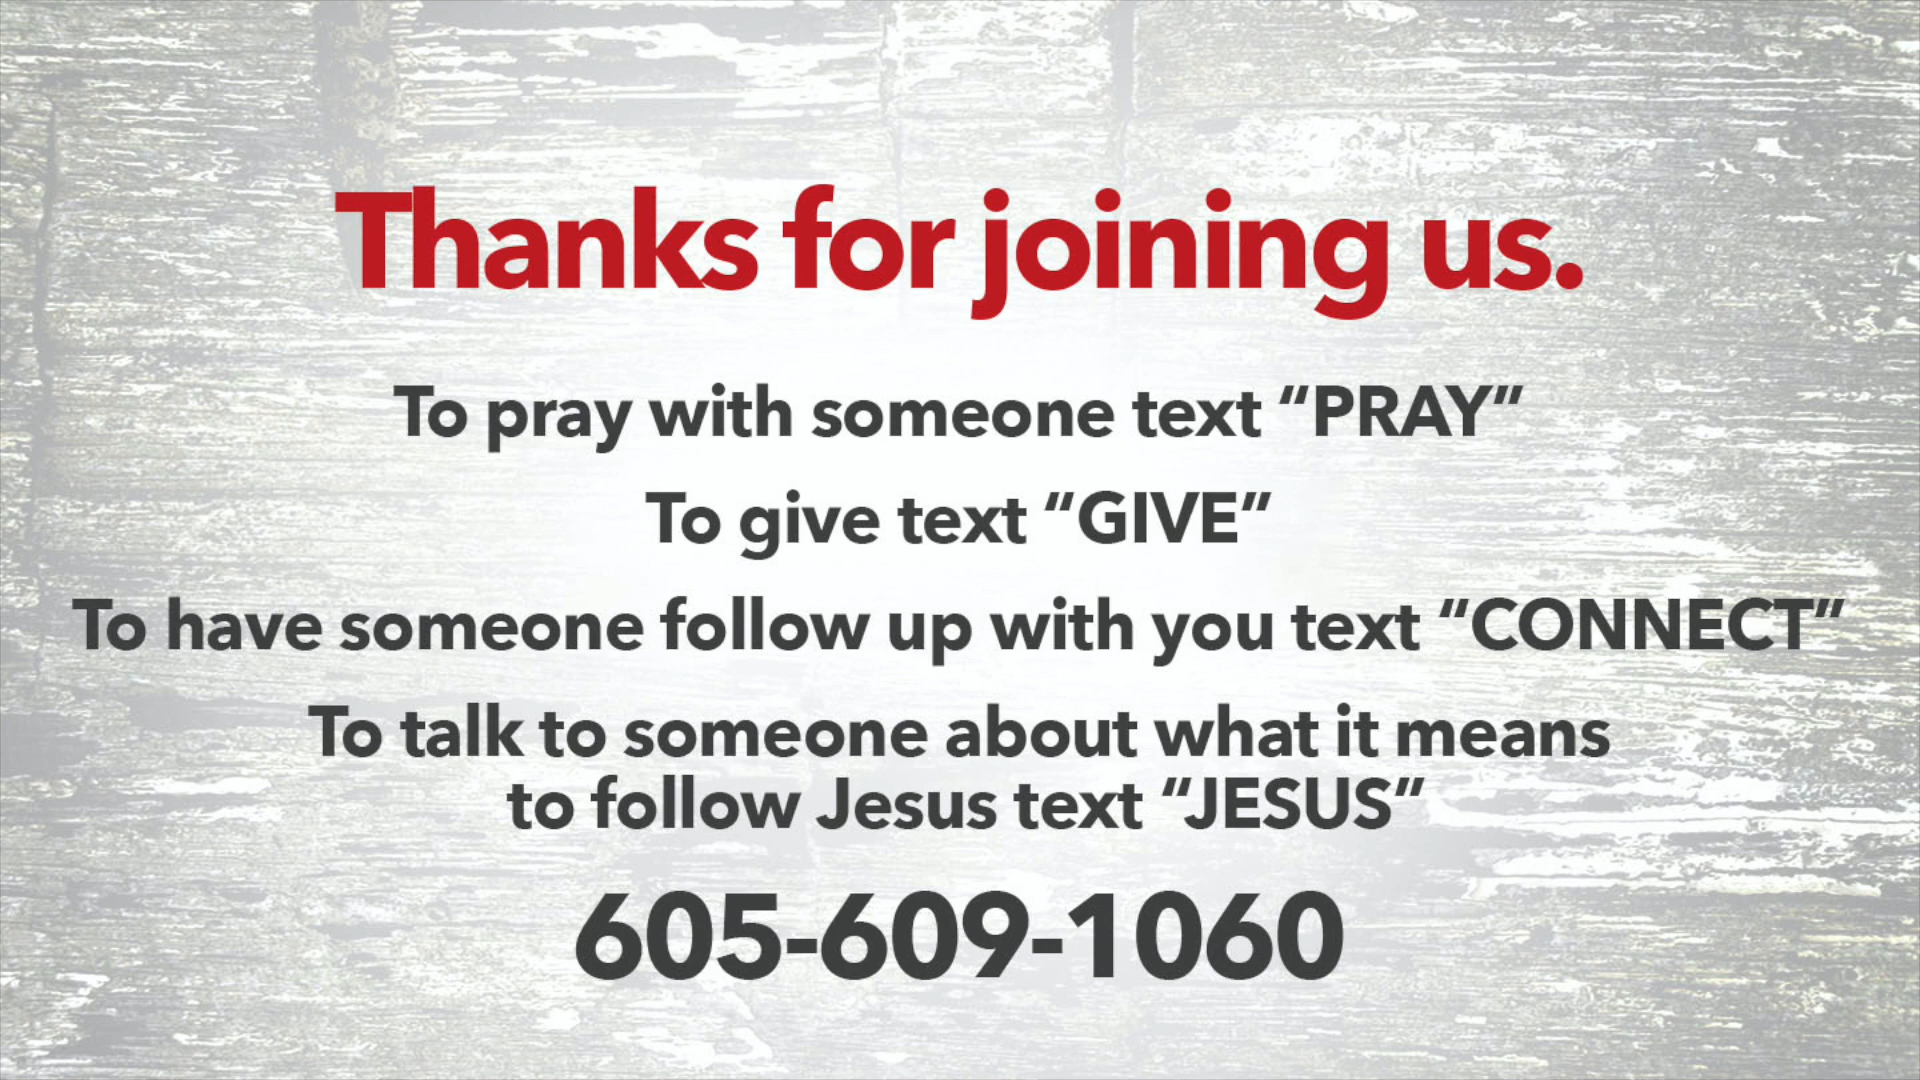 Thanks for joining us.
To pray with someone text “PRAY”
To give text “GIVE”
To have someone follow up with you text “CONNECT”
To talk to someone about what it means
to follow Jesus text “JESUS”
605-609-1060